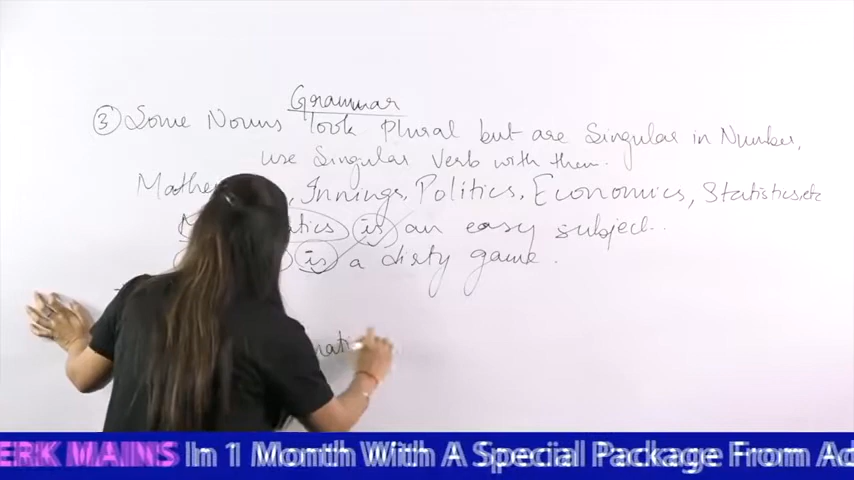 Grammar
③ Some Nouns look Plural but are Singular in Number,
use Singular Verb with them.
Innings, Politics, Economics, Statistics, etc
is an easy subject.
is a dirty game.
In 1 Month With A Special Package From